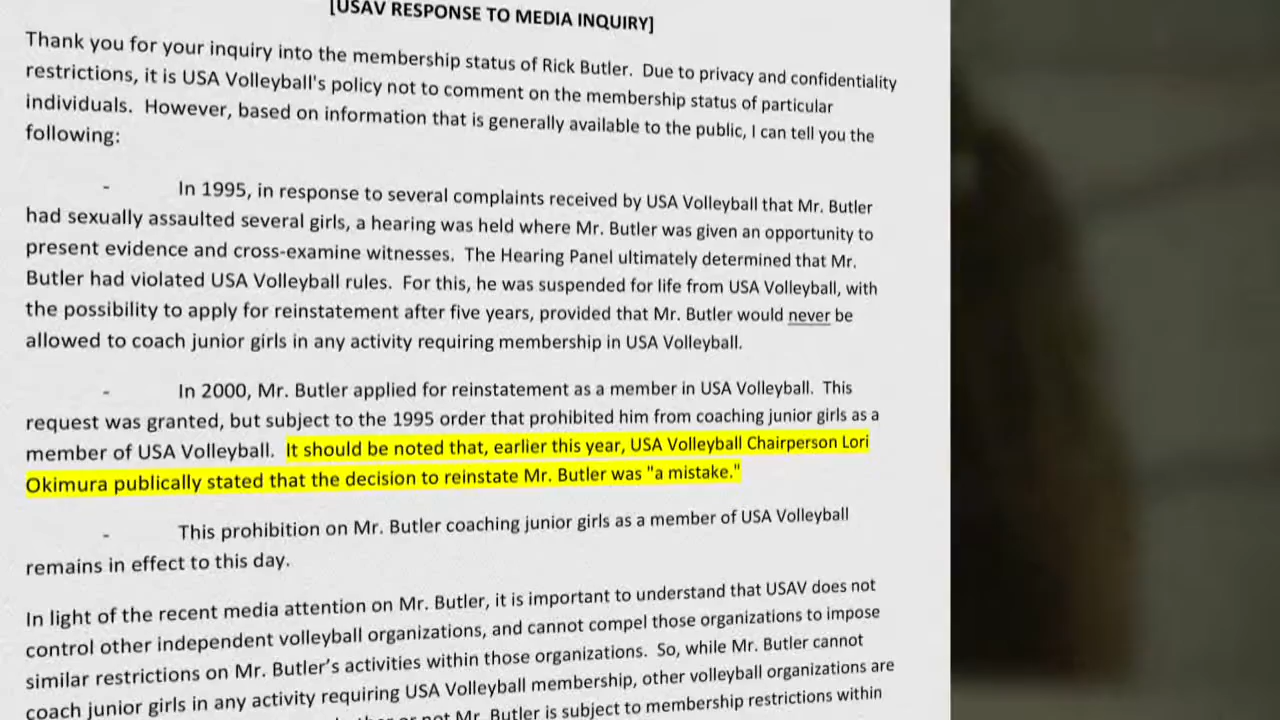 [USAV RESPONSE TO MEDIA INQUIRY]
Thank you for your inquiry into the membership status of Rick Butler. Due to privacy and confidentiality
restrictions, it is USA Volleyball's policy not to comment on the membership status of particular
individuals. However, based on information that is generally available to the public, I can tell you the
following:
- In 1995, in response to several complaints received by USA Volleyball that Mr. Butler
had sexually assaulted several girls, a hearing was held where Mr. Butler was given an opportunity to
present evidence and cross-examine witnesses. The Hearing Panel ultimately determined that Mr.
Butler had violated USA Volleyball rules. For this, he was suspended for life from USA Volleyball, with
the possibility to apply for reinstatement after five years, provided that Mr. Butler would never be
allowed to coach junior girls in any activity requiring membership in USA Volleyball.
- In 2000, Mr. Butler applied for reinstatement as a member in USA Volleyball. This
request was granted, but subject to the 1995 order that prohibited him from coaching junior girls as a
member of USA Volleyball. It should be noted that, earlier this year, USA Volleyball Chairperson Lori
Okimura publically stated that the decision to reinstate Mr. Butler was "a mistake."
- This prohibition on Mr. Butler coaching junior girls as a member of USA Volleyball
remains in effect to this day.
In light of the recent media attention on Mr. Butler, it is important to understand that USAV does not
control other independent volleyball organizations, and cannot compel those organizations to impose
similar restrictions on Mr. Butler's activities within those organizations. So, while Mr. Butler cannot
coach junior girls in any activity requiring USA Volleyball membership, other volleyball organizations are
or not Mr. Butler is subject to membership restrictions within